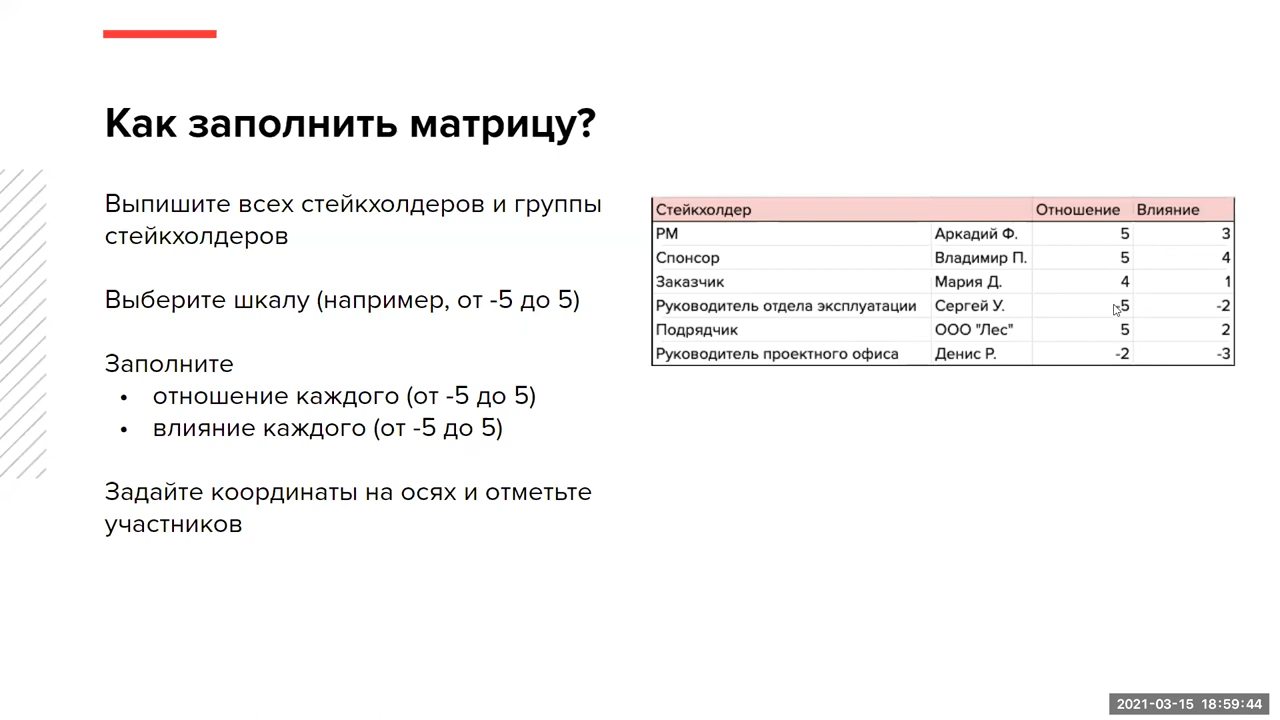 Как заполнить матрицу?
Выпишите всех стейкхолдеров и группы
стейкхолдеров
Выберите шкалу (например, от -5 до 5)
Заполните
• отношение каждого (от -5 до 5)
• влияние каждого (от -5 до 5)
Задайте координаты на осях и отметьте
участников
Стейкхолдер Отношение Влияние
PM Аркадий Ф. 5 3
Спонсор Владимир П. 5 4
Заказчик Мария Д. 4 1
Руководитель отдела эксплуатации Сергей У. -2
Подрядчик ООО "Лес" 5 2
Руководитель проектного офиса Денис Р. -2 -3
2021-03-15 18:59:44